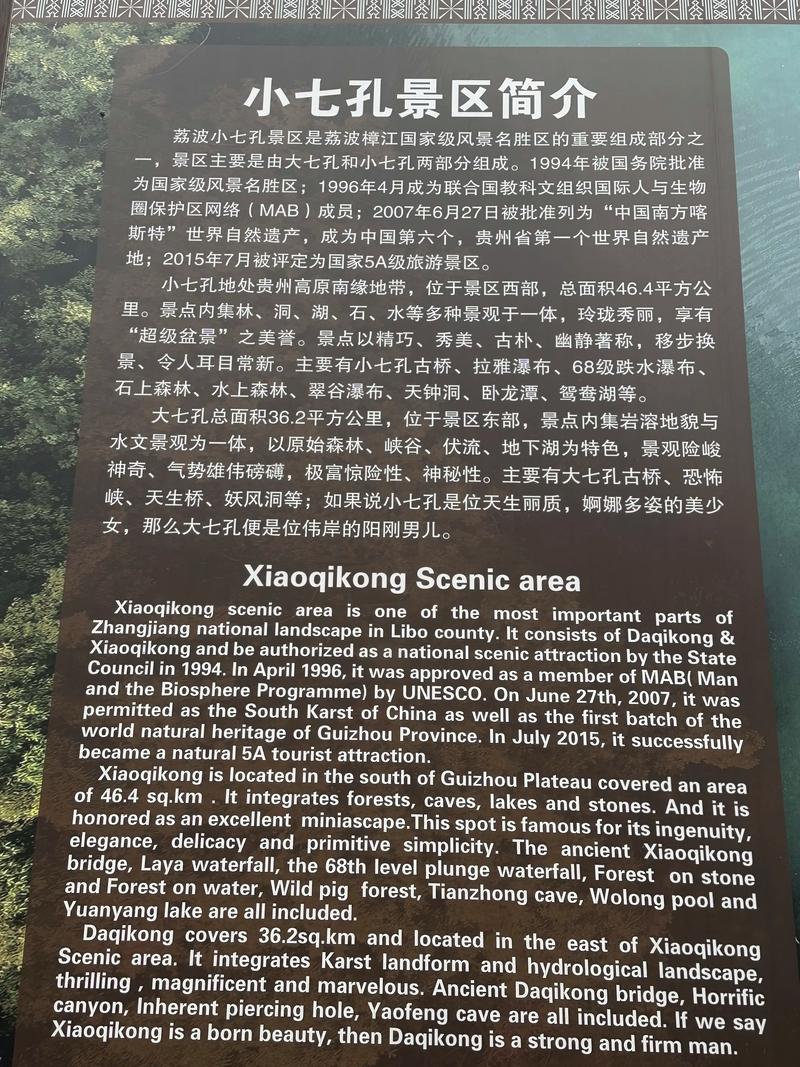 小七孔景区简介
荔波小七孔景区是荔波樟江国家级风景名胜区的重要组成部分之
一，景区主要是由大七孔和小七孔两部分组成。1994年被国务院批准
为国家级风景名胜区；1996年4月成为联合国教科文组织国际人与生物
圈保护区网络（MAB）成员；2007年6月27日被批准列为“中国南方喀
斯特”世界自然遗产，成为中国第六个，贵州省第一个世界自然遗产
地；2015年7月被评定为国家5A级旅游景区。
小七孔地处贵州高原南缘地带，位于景区西部，总面积46.4平方公
里。景点内集林、洞、湖、石、水等多种景观于一体，玲珑秀丽，享有
“超级盆景”之美誉。景点以精巧、秀美、古朴、幽静著称，移步换
景、令人耳目常新。主要有小七孔古桥、拉雅瀑布、68级跌水瀑布、
石上森林、水上森林、翠谷瀑布、天钟洞、卧龙潭、鸳鸯湖等。
大七孔总面积36.2平方公里，位于景区东部，景点内集岩溶地貌与
水文景观为一体，以原始森林、峡谷、伏流、地下湖为特色，景观险峻
神奇、气势雄伟磅礴，极富惊险性、神秘性。主要有大七孔古桥、恐怖
峡、天生桥、妖风洞等；如果说小七孔是位天生丽质，婀娜多姿的美少
女，那么大七孔便是位伟岸的阳刚男儿。
Xiaoqikong Scenic area
Xiaoqikong scenic area is one of the most important parts of
Zhangjiang national landscape in Libo county. It consists of Daqikong &
Xiaoqikong and be authorized as a national scenic attraction by the State
Council in 1994. In April 1996, it was approved as a member of MAB( Man
and the Biosphere Programme) by UNESCO. On June 27th, 2007, it was
permitted as the South Karst of China as well as the first batch of the
world natural heritage of Guizhou Province. In July 2015, it successfully
became a natural 5A tourist attraction.
Xiaoqikong is located in the south of Guizhou Plateau covered an area
of 46.4 sq.km . It integrates forests, caves, lakes and stones. And it is
honored as an excellent miniascape.This spot is famous for its ingenuity,
elegance, delicacy and primitive simplicity. The ancient Xiaoqikong
bridge, Laya waterfall, the 68th level plunge waterfall, Forest on stone
and Forest on water, Wild pig forest, Tianzhong cave, Wolong pool and
Yuanyang lake are all included.
Daqikong covers 36.2sq.km and located in the east of Xiaoqikong
Scenic area. It integrates Karst landform and hydrological landscape,
thrilling , magnificent and marvelous. Ancient Daqikong bridge, Horrific
canyon, Inherent piercing hole, Yaofeng cave are all included. If we say
Xiaoqikong is a born beauty, then Daqikong is a strong and firm man.